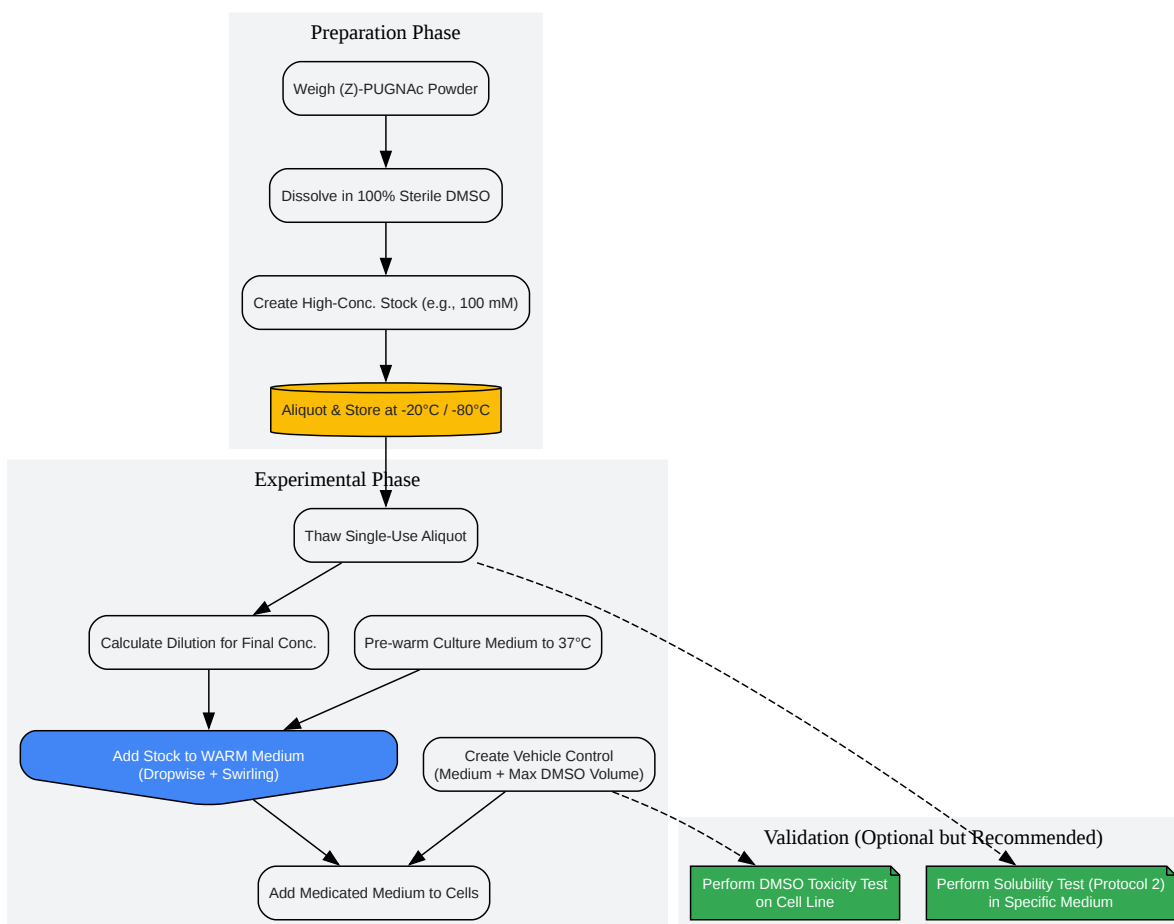 Preparation Phase
Weigh (Z)-PUGNAc Powder
Dissolve in 100% Sterile DMSO
Create High-Conc. Stock (e.g., 100 mM)
Aliquot & Store at -20°C / -80°C
Experimental Phase
Thaw Single-Use Aliquot
Calculate Dilution for Final Conc.
Pre-warm Culture Medium to 37°C
Add Stock to WARM Medium
(Dropwise + Swirling)
Create Vehicle Control
(Medium + Max DMSO Volume)
Add Medicated Medium to Cells
Validation (Optional but Recommended)
Perform DMSO Toxicity Test
on Cell Line
Perform Solubility Test (Protocol 2)
in Specific Medium